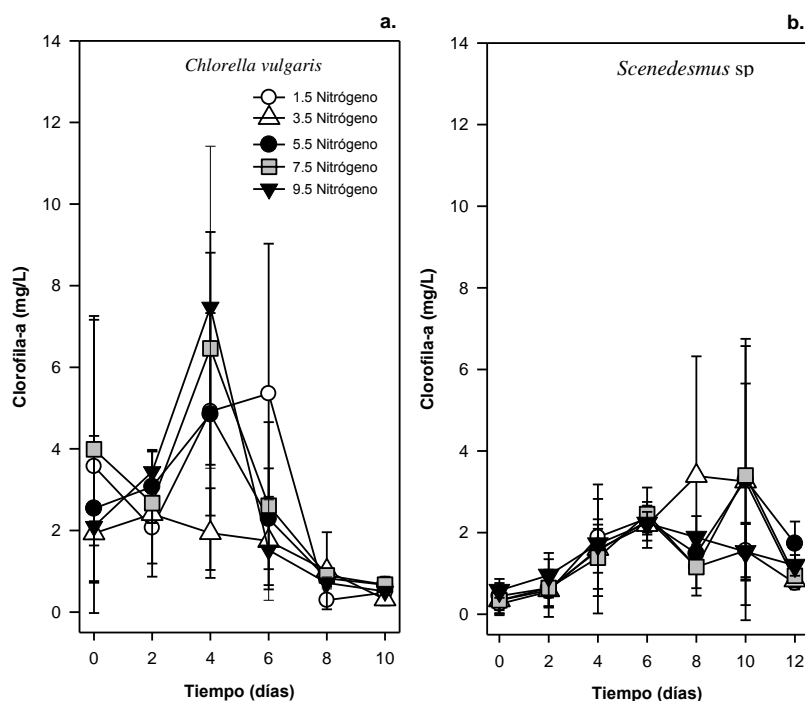 a.
14
12
10
8
6
4
2
0
Clorofila-a (mg/L)
Chlorella vulgaris
1.5 Nitrógeno
3.5 Nitrógeno
5.5 Nitrógeno
7.5 Nitrógeno
9.5 Nitrógeno
0 2 4 6 8 10
Tiempo (días)
b.
14
12
10
8
6
4
2
0
Clorofila-a (mg/L)
Scenedesmus sp
0 2 4 6 8 10 12
Tiempo (días)